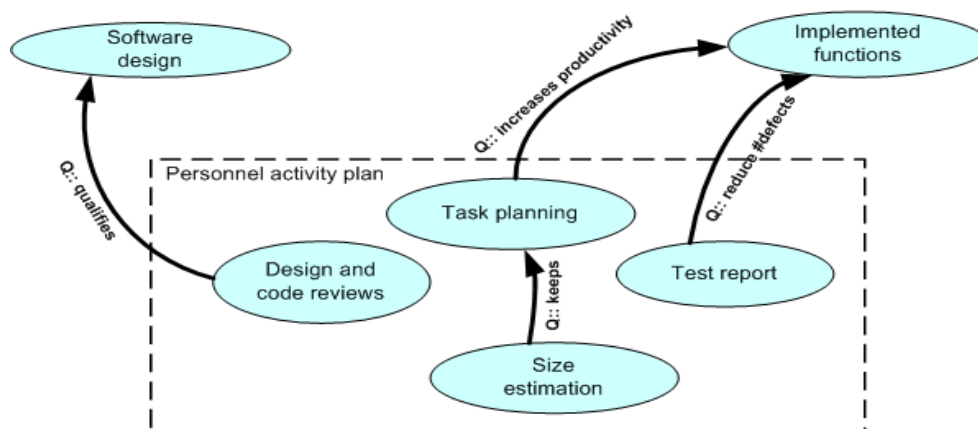 Software
design
Implemented
functions
Q:: increases productivity
Q:: reduce #defects
Q:: qualifies
Personnel activity plan
Task planning
Design and
code reviews
Test report
Q:: keeps
Size
estimation